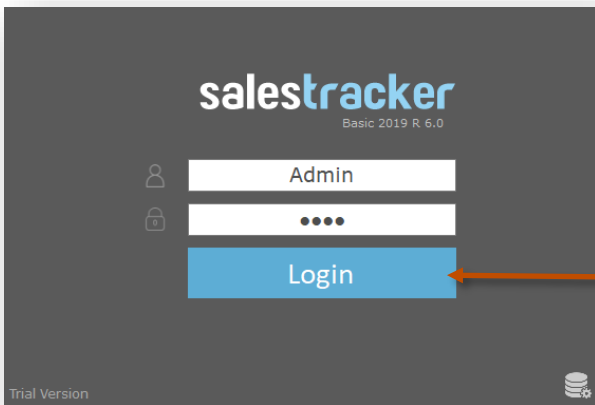 salestracker
Basic 2019 R 6.0
Admin
••••
Login
Trial Version